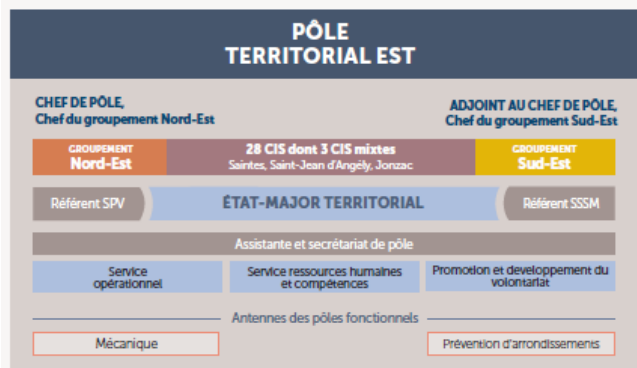 PÔLE
TERRITORIAL EST
CHEF DE PÔLE,
Chef du groupement Nord-Est
ADJOINT AU CHEF DE PÔLE,
Chef du groupement Sud-Est
GROUPEMENT
Nord-Est
28 CIS dont 3 CIS mixtes
Saintes, Saint-Jean d'Angély, Jonzac
GROUPEMENT
Sud-Est
Référent SPV
ÉTAT-MAJOR TERRITORIAL
Référent SSSM
Assistante et secrétariat de pôle
Service
opérationnel
Service ressources humaines
et compétences
Promotion et developpement du
volontariat
Antennes des pôles fonctionnels
Mécanique
Prévention d'arrondissements